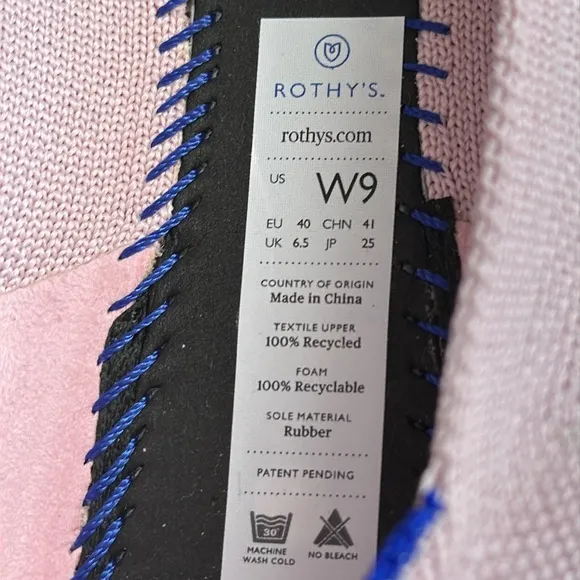 ROTHY'S™
rothys.com
US W9
EU 40 CHN 41
UK 6.5 JP 25
COUNTRY OF ORIGIN
Made in China
TEXTILE UPPER
100% Recycled
FOAM
100% Recyclable
SOLE MATERIAL
Rubber
PATENT PENDING
30°
MACHINE WASH COLD
NO BLEACH